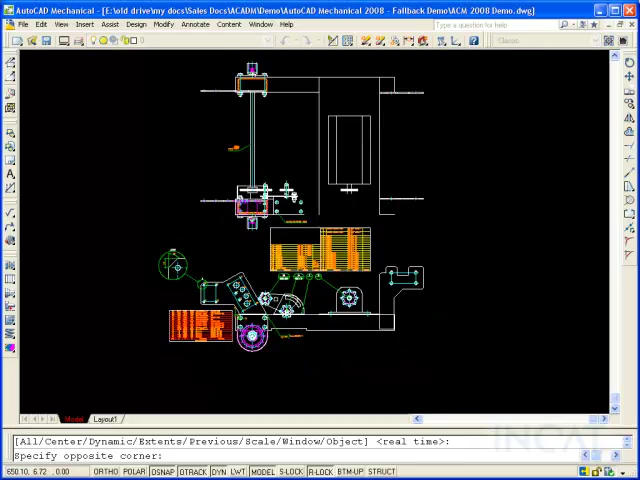 AutoCAD Mechanical - [E:\old drive\my docs\Sales Docs\ACADM\Demo\AutoCAD Mechanical 2008 - Fallback Demo\ACM 2008 Demo.dwg]
File Edit View Insert Assist Design Modify Annotate Content Window Help
Type a question for help
0
Classic
Model Layout1
[All/Center/Dynamic/Extents/Previous/Scale/Window/Object] <real time>:
Specify opposite corner:
INCAT
650.10, 6.72 , 0.00 ORTHO POLAR OSNAP OTRACK DYN LWT MODEL S-LOCK R-LOCK BTM-UP STRUCT